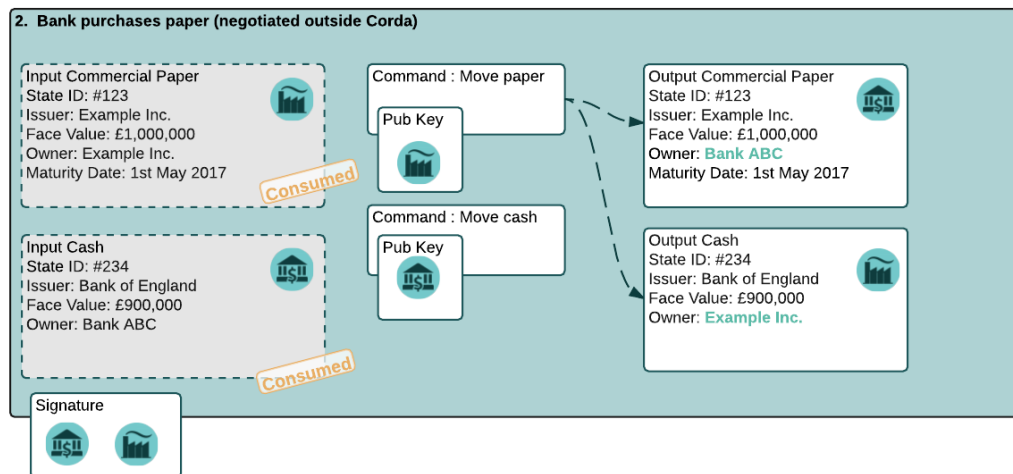 2. Bank purchases paper (negotiated outside Corda)
Input Commercial Paper
State ID: #123
Issuer: Example Inc.
Face Value: £1,000,000
Owner: Example Inc.
Maturity Date: 1st May 2017
Consumed
Input Cash
State ID: #234
Issuer: Bank of England
Face Value: £900,000
Owner: Bank ABC
Consumed
Command : Move paper
Pub Key
Command : Move cash
Pub Key
$
Output Commercial Paper
State ID: #123
Issuer: Example Inc.
Face Value: £1,000,000
Owner: Bank ABC
Maturity Date: 1st May 2017
Output Cash
State ID: #234
Issuer: Bank of England
Face Value: £900,000
Owner: Example Inc.
Signature